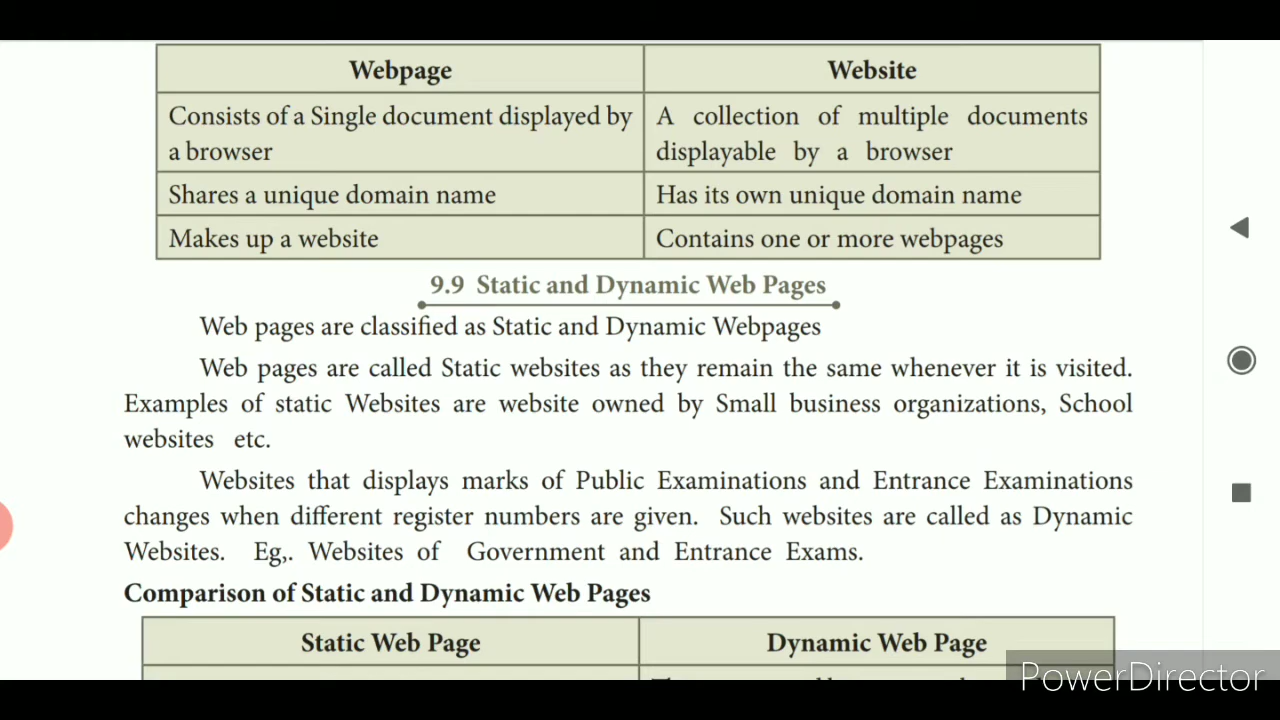 Webpage Website
Consists of a Single document displayed by A collection of multiple documents
a browser displayable by a browser
Shares a unique domain name Has its own unique domain name
Makes up a website Contains one or more webpages
9.9 Static and Dynamic Web Pages
Web pages are classified as Static and Dynamic Webpages
Web pages are called Static websites as they remain the same whenever it is visited.
Examples of static Websites are website owned by Small business organizations, School
websites etc.
Websites that displays marks of Public Examinations and Entrance Examinations
changes when different register numbers are given. Such websites are called as Dynamic
Websites. Eg,. Websites of Government and Entrance Exams.
Comparison of Static and Dynamic Web Pages
Static Web Page Dynamic Web Page
PowerDirector